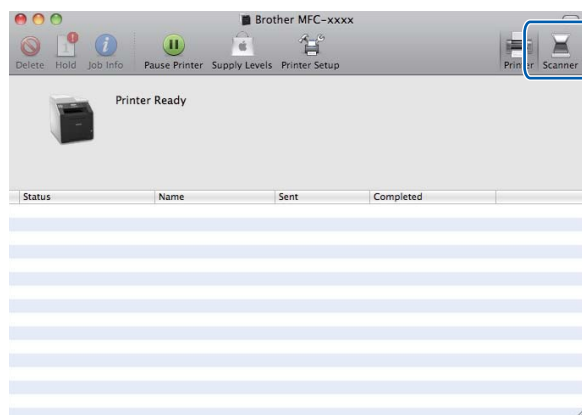 Brother MFC-xxxx
Delete Hold Job Info Pause Printer Supply Levels Printer Setup Printer Scanner
Printer Ready
Status Name Sent Completed